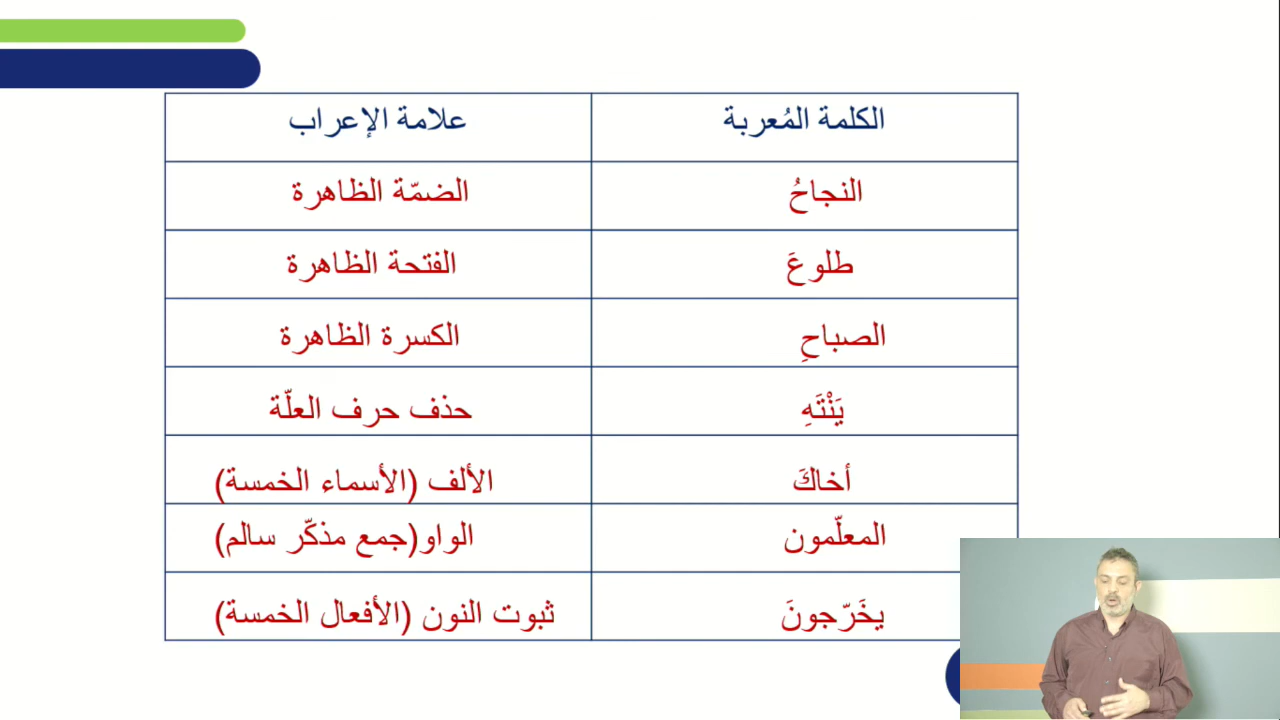 الكلمة المُعربة علامة الإعراب
النجاحُ الضمّة الظاهرة
طلوعَ الفتحة الظاهرة
الصباحِ الكسرة الظاهرة
يَنْتَهِ حذف حرف العلّة
أخاكَ الألف (الأسماء الخمسة)
المعلّمون الواو(جمع مذكّر سالم)
يخَرّجونَ ثبوت النون (الأفعال الخمسة)